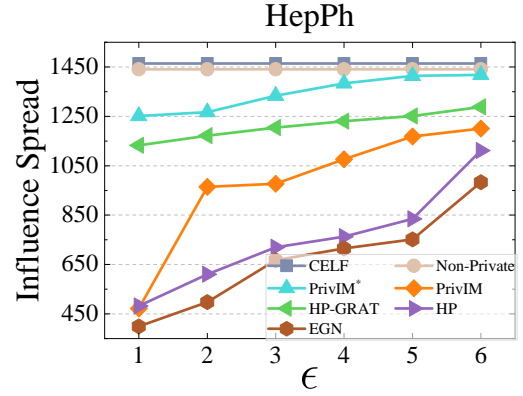 HepPh
Influence Spread
1450
1250
1050
850
650
450
CELF Non-Private
PrivIM* PrivIM
HP-GRAT HP
EGN
1 2 3 4 5 6
ϵ